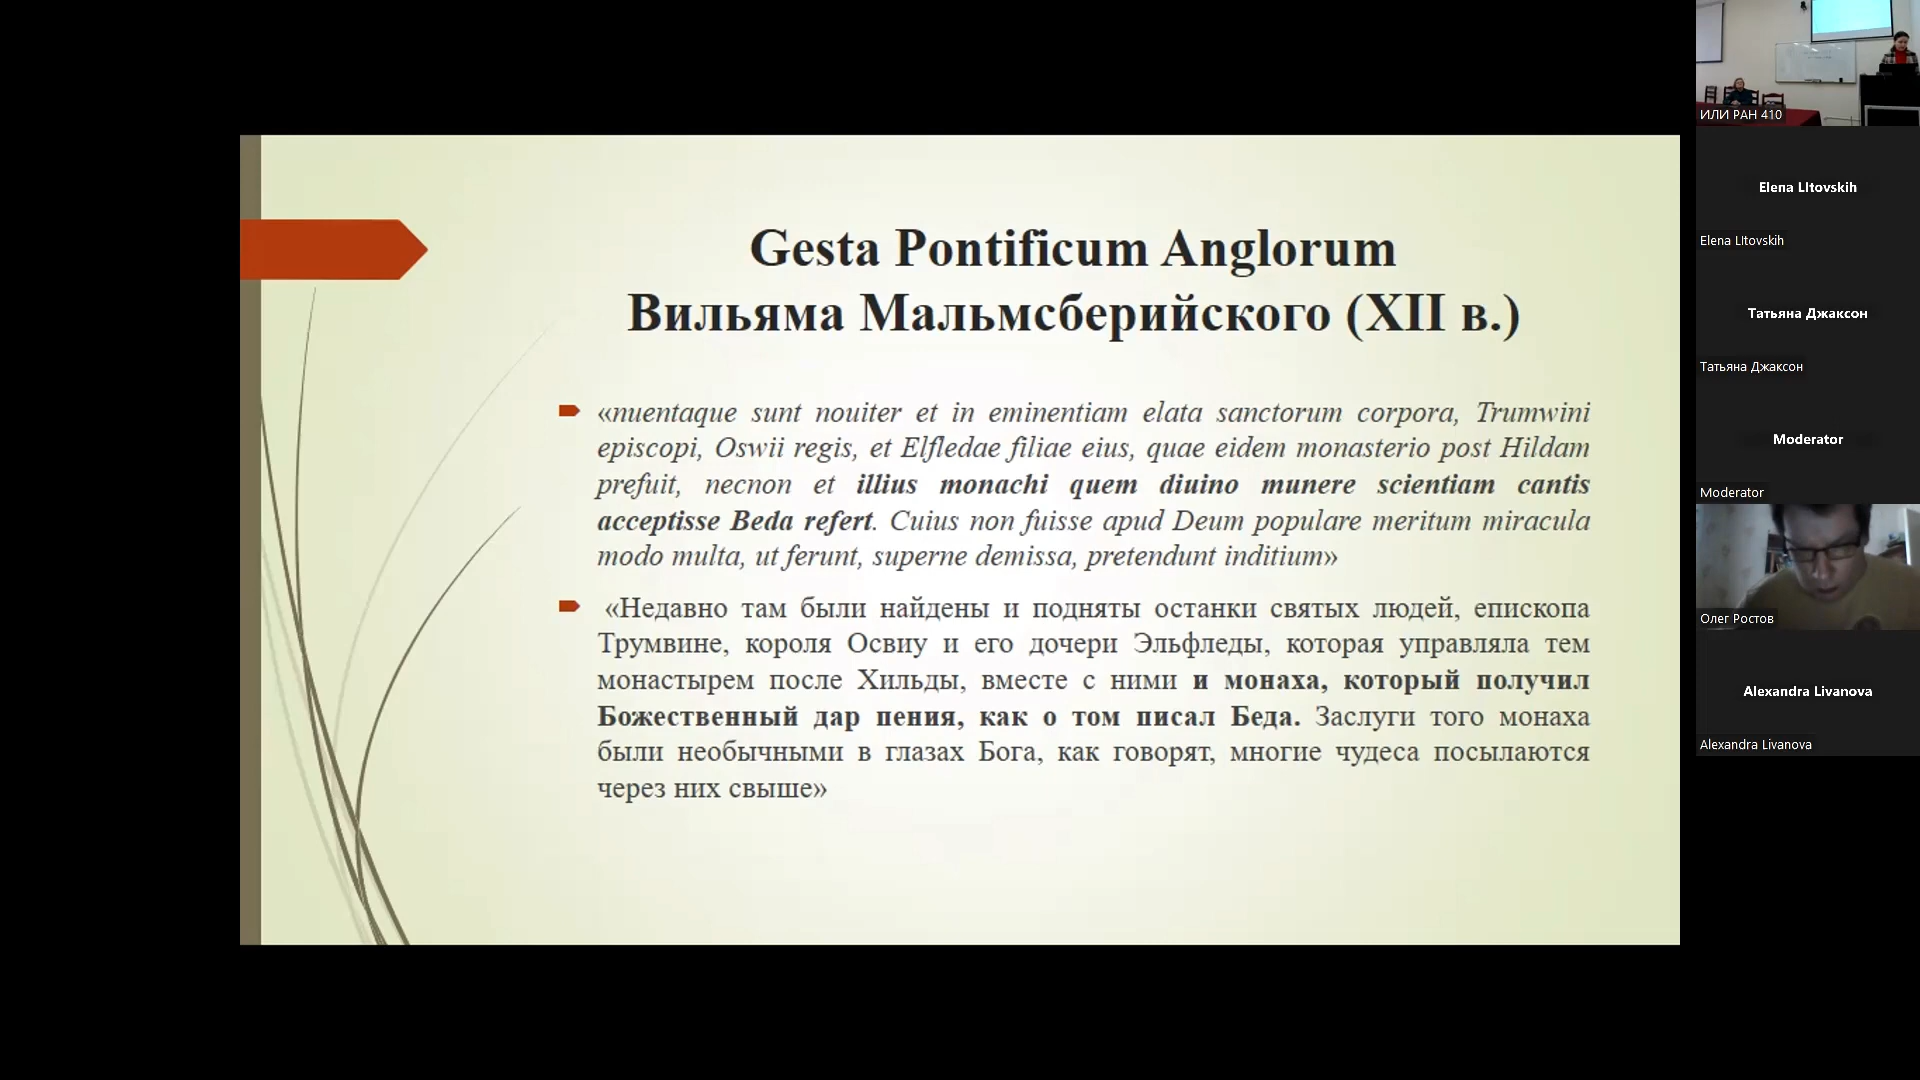 Gesta Pontificum Anglorum
Вильяма Мальмсберийского (XII в.)
«nuentaque sunt nouiter et in eminentiam elata sanctorum corpora, Trumwini
episcopi, Oswii regis, et Elfledae filiae eius, quae eidem monasterio post Hildam
prefuit, necnon et illius monachi quem diuino munere scientiam cantis
acceptisse Beda refert. Cuius non fuisse apud Deum populare meritum miracula
modo multa, ut ferunt, superne demissa, pretendunt inditium»
«Недавно там были найдены и подняты останки святых людей, епископа
Трумвине, короля Освиу и его дочери Эльфледы, которая управляла тем
монастырем после Хильды, вместе с ними и монаха, который получил
Божественный дар пения, как о том писал Беда. Заслуги того монаха
были необычными в глазах Бога, как говорят, многие чудеса посылаются
через них свыше»
ИЛИ РАН 410
Elena LItovskih
Elena LItovskih
Татьяна Джаксон
Татьяна Джаксон
Moderator
Moderator
Олег Ростов
Alexandra Livanova
Alexandra Livanova